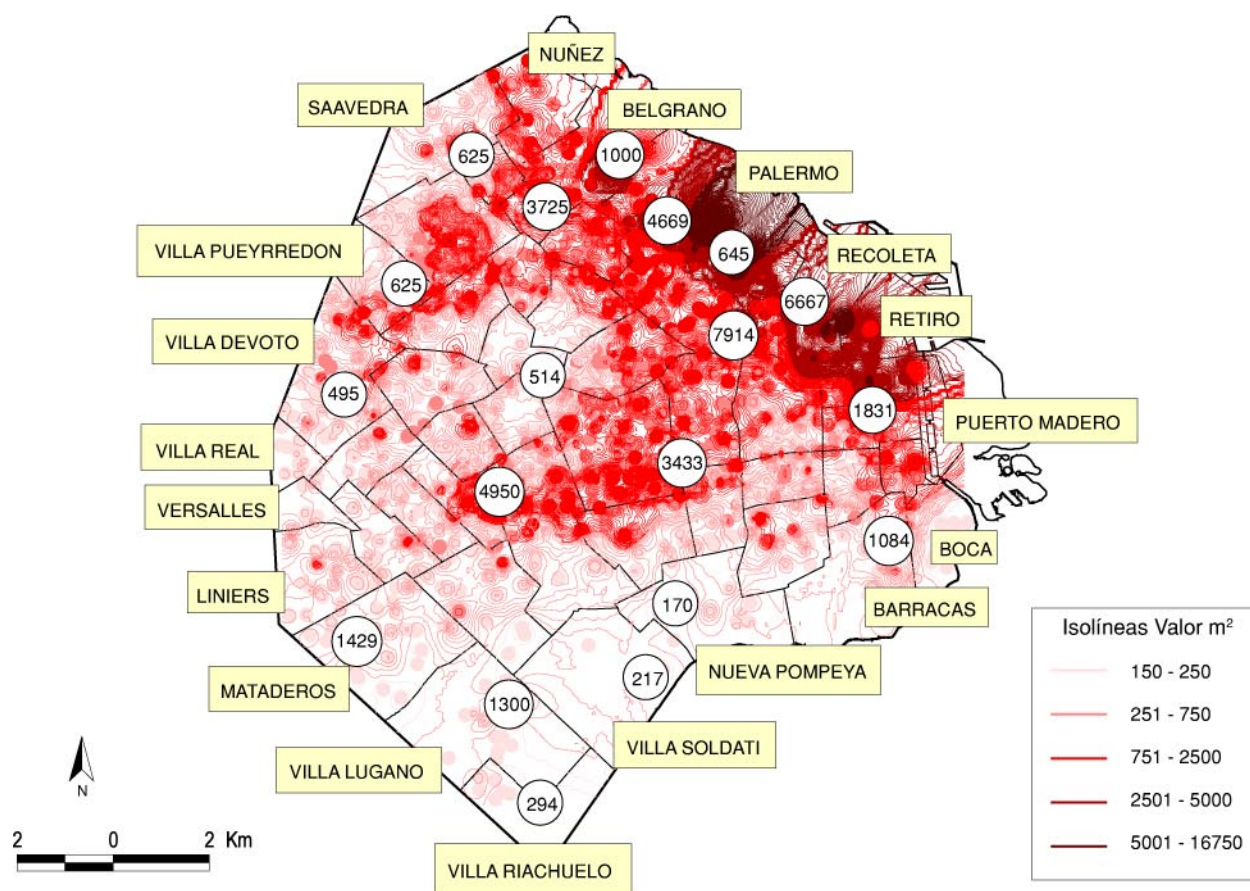 NUÑEZ
SAAVEDRA
BELGRANO
625
1000
PALERMO
3725
4669
VILLA PUEYRREDON
645
RECOLETA
625
6667
RETIRO
VILLA DEVOTO
7914
514
495
1831
PUERTO MADERO
VILLA REAL
3433
4950
VERSALLES
1084
BOCA
LINIERS
170
BARRACAS
1429
NUEVA POMPEYA
217
MATADEROS
1300
VILLA SOLDATI
VILLA LUGANO
294
VILLA RIACHUELO
N
2 0 2 Km
Isolíneas Valor m²
150 - 250
251 - 750
751 - 2500
2501 - 5000
5001 - 16750